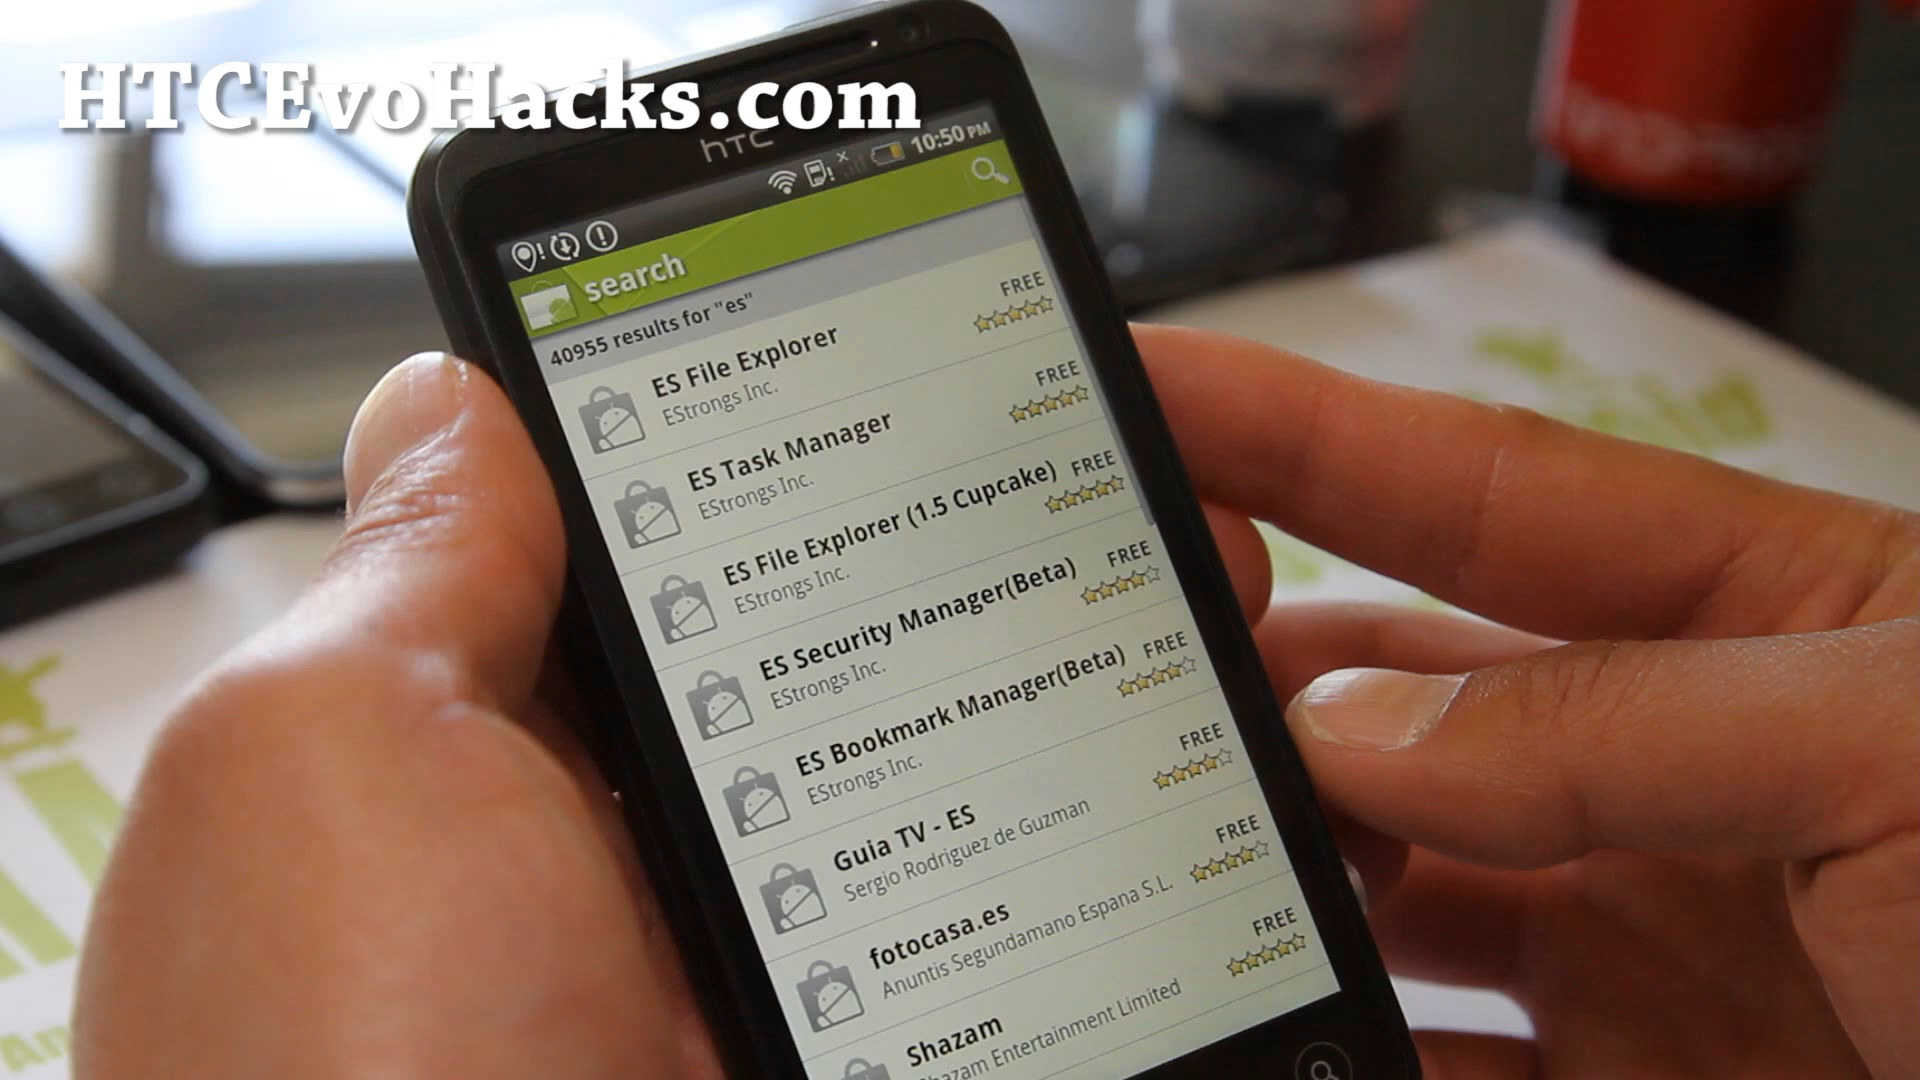 HTCEvoHacks.com
hTC
10:50 PM
search
40955 results for "es"
ES File Explorer
EStrongs Inc.
FREE
ES Task Manager
EStrongs Inc.
FREE
ES File Explorer (1.5 Cupcake)
EStrongs Inc.
FREE
ES Security Manager(Beta)
EStrongs Inc.
FREE
ES Bookmark Manager(Beta)
EStrongs Inc.
FREE
Guia TV - ES
Sergio Rodriguez de Guzman
FREE
fotocasa.es
Anuntis Segundamano Espana S.L.
FREE
Shazam
Shazam Entertainment Limited
FREE